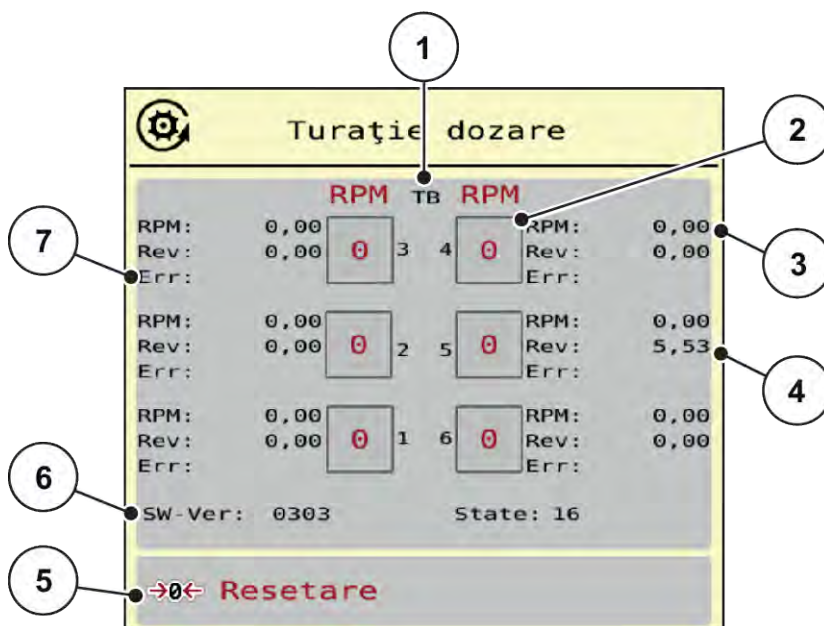 1
Turaţie dozare
2
RPM TB RPM
RPM: 0,00 RPM: 0,00
7 Rev: 0,00 0 3 4 0 Rev: 0,00 3
Err: Err:
RPM: 0,00 RPM: 0,00
Rev: 0,00 0 2 5 0 Rev: 5,53
Err: Err:
4
RPM: 0,00 RPM: 0,00
Rev: 0,00 0 1 6 0 Rev: 0,00
Err: Err:
6
SW-Ver: 0303 State: 16
5 →0← Resetare